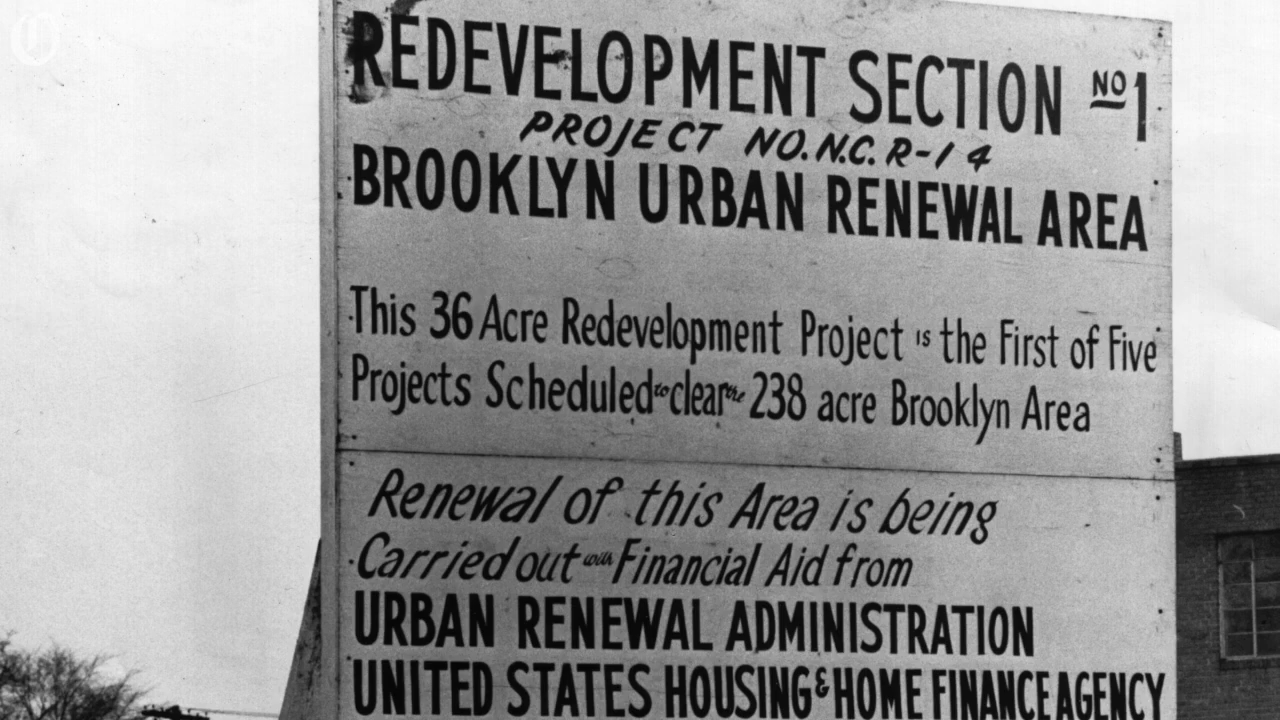 REDEVELOPMENT SECTION NO 1
PROJECT NO. N.C. R-14
BROOKLYN URBAN RENEWAL AREA
This 36 Acre Redevelopment Project is the First of Five
Projects Scheduled to clear the 238 acre Brooklyn Area
Renewal of this Area is being
Carried out with Financial Aid from
URBAN RENEWAL ADMINISTRATION
UNITED STATES HOUSING & HOME FINANCE AGENCY